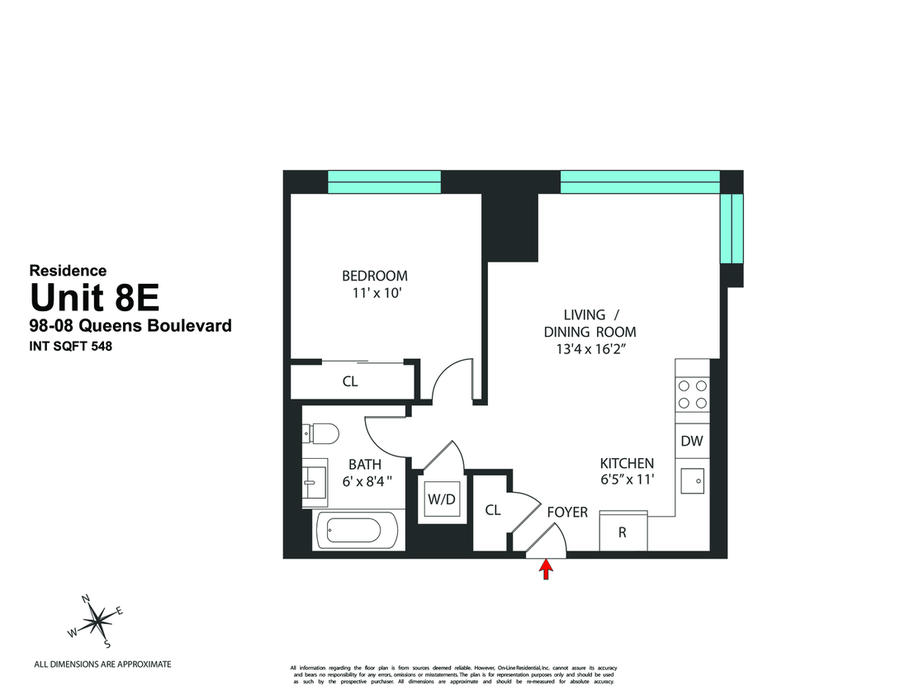 Residence
Unit 8E
98-08 Queens Boulevard
INT SQFT 548
BEDROOM
11' x 10'
LIVING /
DINING ROOM
13'4 x 16'2"
CL
DW
BATH
6' x 8'4"
KITCHEN
6'5" x 11'
W/D
CL
FOYER
R
N
E
W
S
ALL DIMENSIONS ARE APPROXIMATE
All information regarding the floor plan is from sources deemed reliable. However, On-Line Residential, Inc. cannot assure its accuracy
and bears no responsibility for any errors, omissions or misstatements. The plan is for representation purposes only and should be used
as such by the prospective purchaser. All dimensions are approximate and should be re-measured for absolute accuracy.